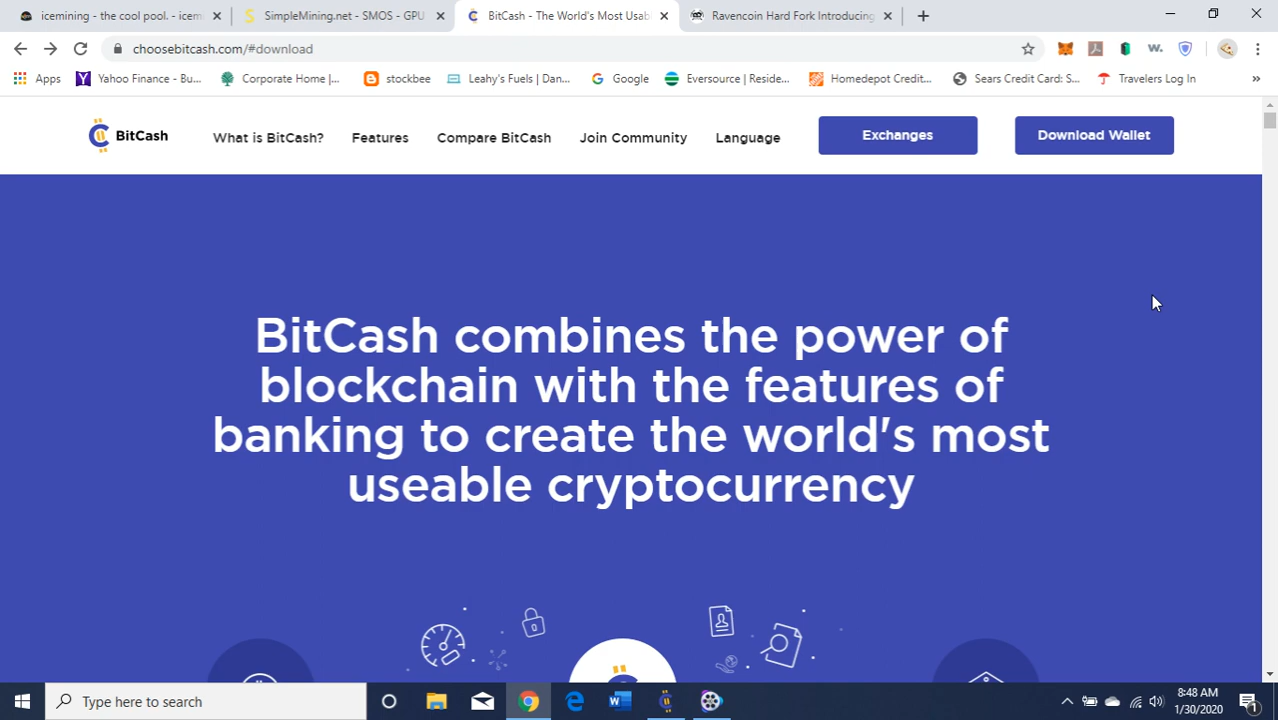 icemining - the cool pool. - icem
SimpleMining.net - SMOS - GPU
BitCash - The World's Most Usab
Ravencoin Hard Fork Introducing
choosebitcash.com/#download
Apps
Yahoo Finance - Bu...
Corporate Home |...
stockbee
Leahy's Fuels | Dan...
Google
Eversource | Reside...
Homedepot Credit...
Sears Credit Card: S...
Travelers Log In
BitCash
What is BitCash?
Features
Compare BitCash
Join Community
Language
Exchanges
Download Wallet
BitCash combines the power of
blockchain with the features of
banking to create the world's most
useable cryptocurrency
Type here to search
8:48 AM
1/30/2020
1